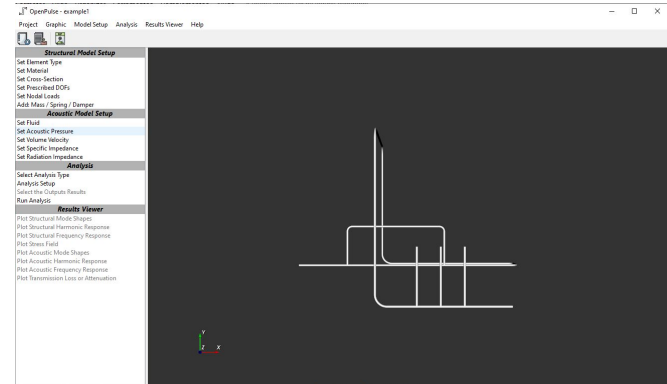 OpenPulse - example1
Project Graphic Model Setup Analysis Results Viewer Help
Structural Model Setup
Set Element Type
Set Material
Set Cross-Section
Set Prescribed DOFs
Set Nodal Loads
Add: Mass / Spring / Damper
Acoustic Model Setup
Set Fluid
Set Acoustic Pressure
Set Volume Velocity
Set Specific Impedance
Set Radiation Impedance
Analysis
Select Analysis Type
Analysis Setup
Select the Outputs Results
Run Analysis
Results Viewer
Plot Structural Mode Shapes
Plot Structural Harmonic Response
Plot Structural Frequency Response
Plot Stress Field
Plot Acoustic Mode Shapes
Plot Acoustic Harmonic Response
Plot Acoustic Frequency Response
Plot Transmission Loss or Attenuation
Y
Z X